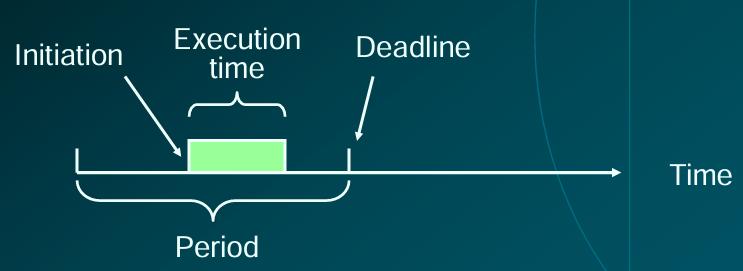 Initiation
Execution
time
Deadline
Time
Period